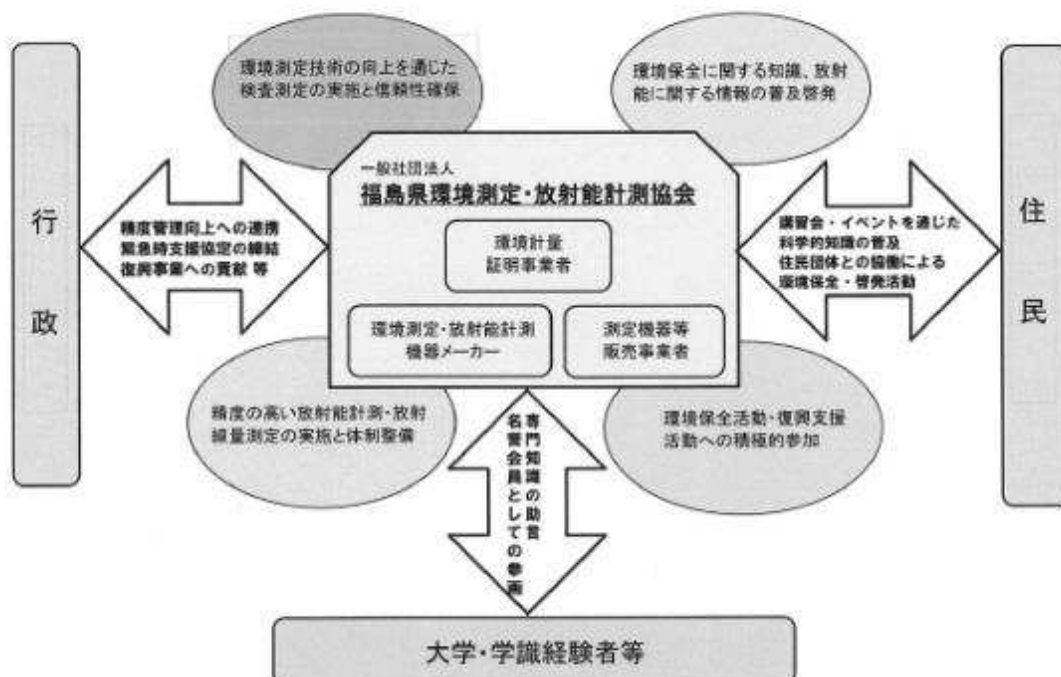 環境測定技術の向上を通じた
検査測定の実施と信頼性確保
環境保全に関する知識、放射
能に関する情報の普及啓発
一般社団法人
福島県環境測定・放射能計測協会
環境計量
証明事業者
環境測定・放射能計測
機器メーカー
測定機器等
販売事業者
行政
精度管理向上への連携
緊急時支援協定の締結
復興事業への貢献 等
講習会・イベントを通じた
科学的知識の普及
住民団体との協働による
環境保全・啓発活動
住民
精度の高い放射能計測・放射
線量測定の実施と体制整備
環境保全活動・復興支援
活動への積極的参加
専門知識の助言
名誉会員としての参画
大学・学識経験者等